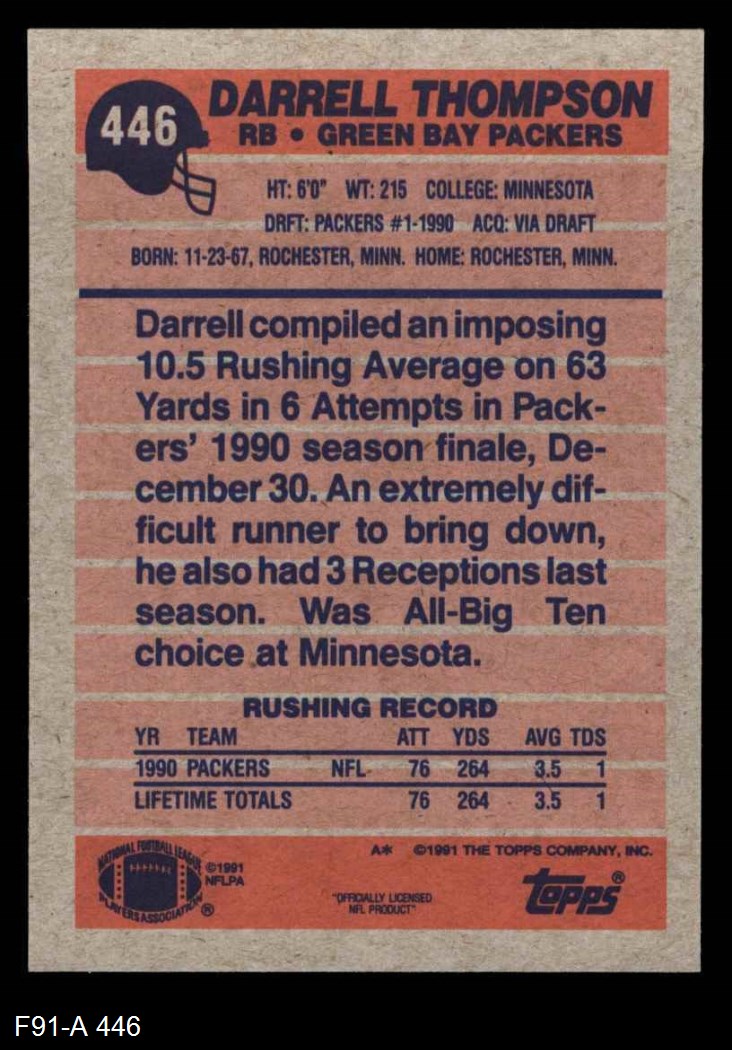 446
DARRELL THOMPSON
RB • GREEN BAY PACKERS
HT: 6'0" WT: 215 COLLEGE: MINNESOTA
DRFT: PACKERS #1-1990 ACQ: VIA DRAFT
BORN: 11-23-67, ROCHESTER, MINN. HOME: ROCHESTER, MINN.
Darrell compiled an imposing
10.5 Rushing Average on 63
Yards in 6 Attempts in Pack-
ers' 1990 season finale, De-
cember 30. An extremely dif-
ficult runner to bring down,
he also had 3 Receptions last
season. Was All-Big Ten
choice at Minnesota.
RUSHING RECORD
YR TEAM ATT YDS AVG TDS
1990 PACKERS NFL 76 264 3.5 1
LIFETIME TOTALS 76 264 3.5 1
A* ©1991 THE TOPPS COMPANY, INC.
NATIONAL FOOTBALL LEAGUE
PLAYERS ASSOCIATION ®
©1991
NFLPA
"OFFICIALLY LICENSED
NFL PRODUCT"
Topps ®
F91-A 446